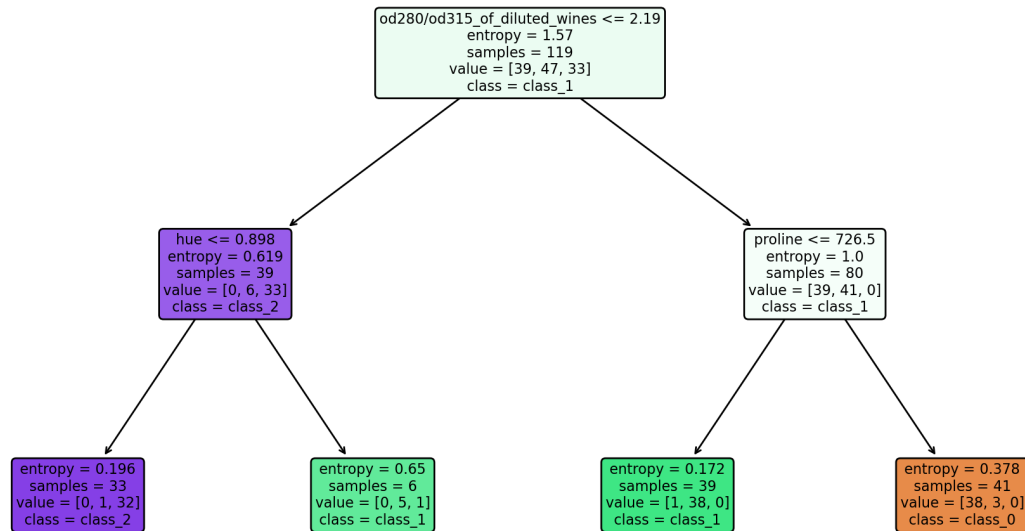 od280/od315_of_diluted_wines <= 2.19
entropy = 1.57
samples = 119
value = [39, 47, 33]
class = class_1
hue <= 0.898
entropy = 0.619
samples = 39
value = [0, 6, 33]
class = class_2
proline <= 726.5
entropy = 1.0
samples = 80
value = [39, 41, 0]
class = class_1
entropy = 0.196
samples = 33
value = [0, 1, 32]
class = class_2
entropy = 0.65
samples = 6
value = [0, 5, 1]
class = class_1
entropy = 0.172
samples = 39
value = [1, 38, 0]
class = class_1
entropy = 0.378
samples = 41
value = [38, 3, 0]
class = class_0